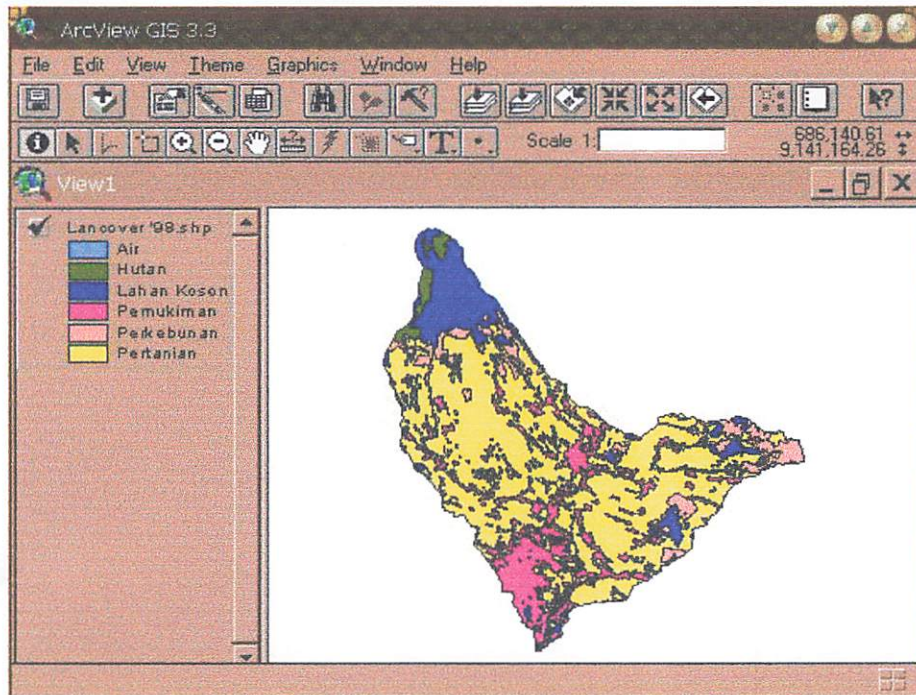 ArcView GIS 3.3
File Edit View Theme Graphics Window Help
Scale 1:
686,140.61
9,141,164.26
View1
Lancover '98.shp
Air
Hutan
Lahan Koson
Pemukiman
Perkebunan
Pertanian